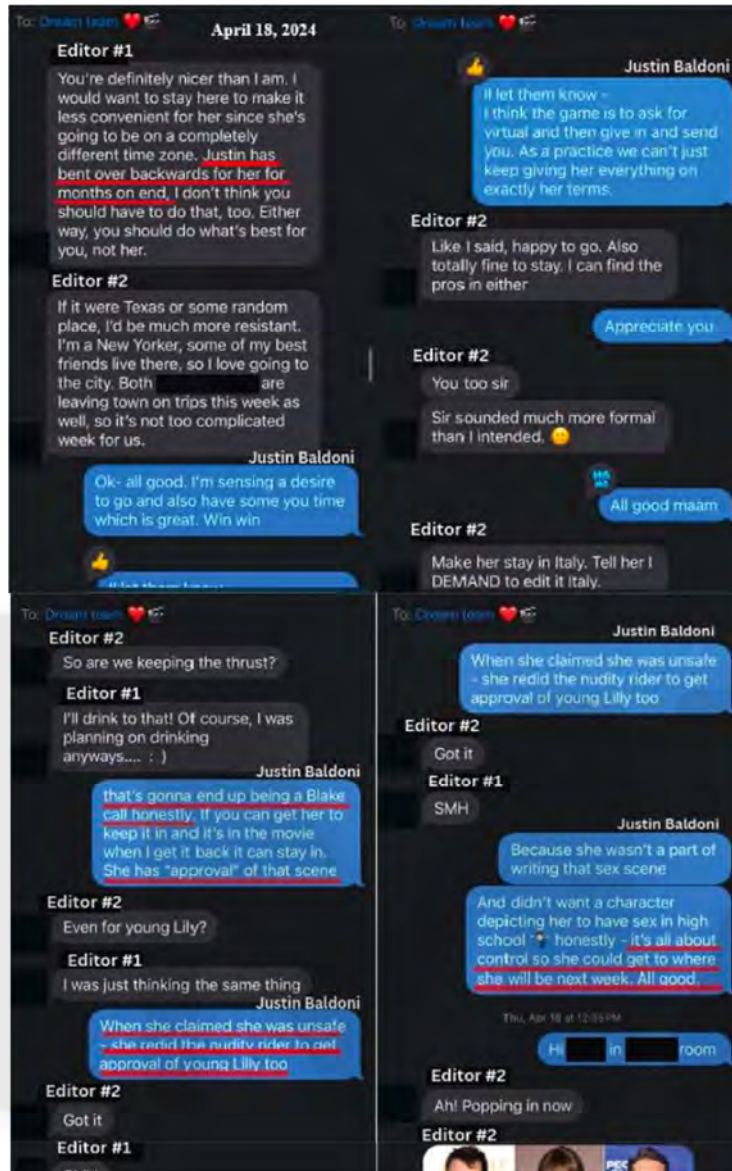 To: Dream team ❤️🎬
April 18, 2024
Editor #1
You're definitely nicer than I am. I
would want to stay here to make it
less convenient for her since she's
going to be on a completely
different time zone. Justin has
bent over backwards for her for
months on end, I don't think you
should have to do that, too. Either
way, you should do what's best for
you, not her.
Editor #2
If it were Texas or some random
place, I'd be much more resistant.
I'm a New Yorker, some of my best
friends live there, so I love going to
the city. Both are
leaving town on trips this week as
well, so it's not too complicated
week for us.
Justin Baldoni
Ok- all good. I'm sensing a desire
to go and also have some you time
which is great. Win win
👍
ll let them know
To: Dream team ❤️🎬
Justin Baldoni
👍
ll let them know -
I think the game is to ask for
virtual and then give in and send
you. As a practice we can't just
keep giving her everything on
exactly her terms.
Editor #2
Like I said, happy to go. Also
totally fine to stay. I can find the
pros in either
Appreciate you
Editor #2
You too sir
Sir sounded much more formal
than I intended.
HA HA
All good maam
Editor #2
Make her stay in Italy. Tell her I
DEMAND to edit it Italy.
To: Dream team ❤️🎬
Editor #2
So are we keeping the thrust?
Editor #1
I'll drink to that! Of course, I was
planning on drinking
anyways.... : )
Justin Baldoni
that's gonna end up being a Blake
call honestly. If you can get her to
keep it in and it's in the movie
when I get it back it can stay in.
She has "approval" of that scene
Editor #2
Even for young Lily?
Editor #1
I was just thinking the same thing
Justin Baldoni
When she claimed she was unsafe
- she redid the nudity rider to get
approval of young Lilly too
Editor #2
Got it
Editor #1
To: Dream team ❤️🎬
Justin Baldoni
When she claimed she was unsafe
- she redid the nudity rider to get
approval of young Lilly too
Editor #2
Got it
Editor #1
SMH
Justin Baldoni
Because she wasn't a part of
writing that sex scene
And didn't want a character
depicting her to have sex in high
school honestly - it's all about
control so she could get to where
she will be next week. All good.
Thu, Apr 18 at 12:35 PM
Hi in room
Editor #2
Ah! Popping in now
Editor #2